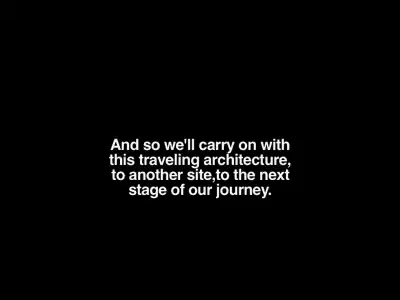 And so we'll carry on with
this traveling architecture,
to another site,to the next
stage of our journey.